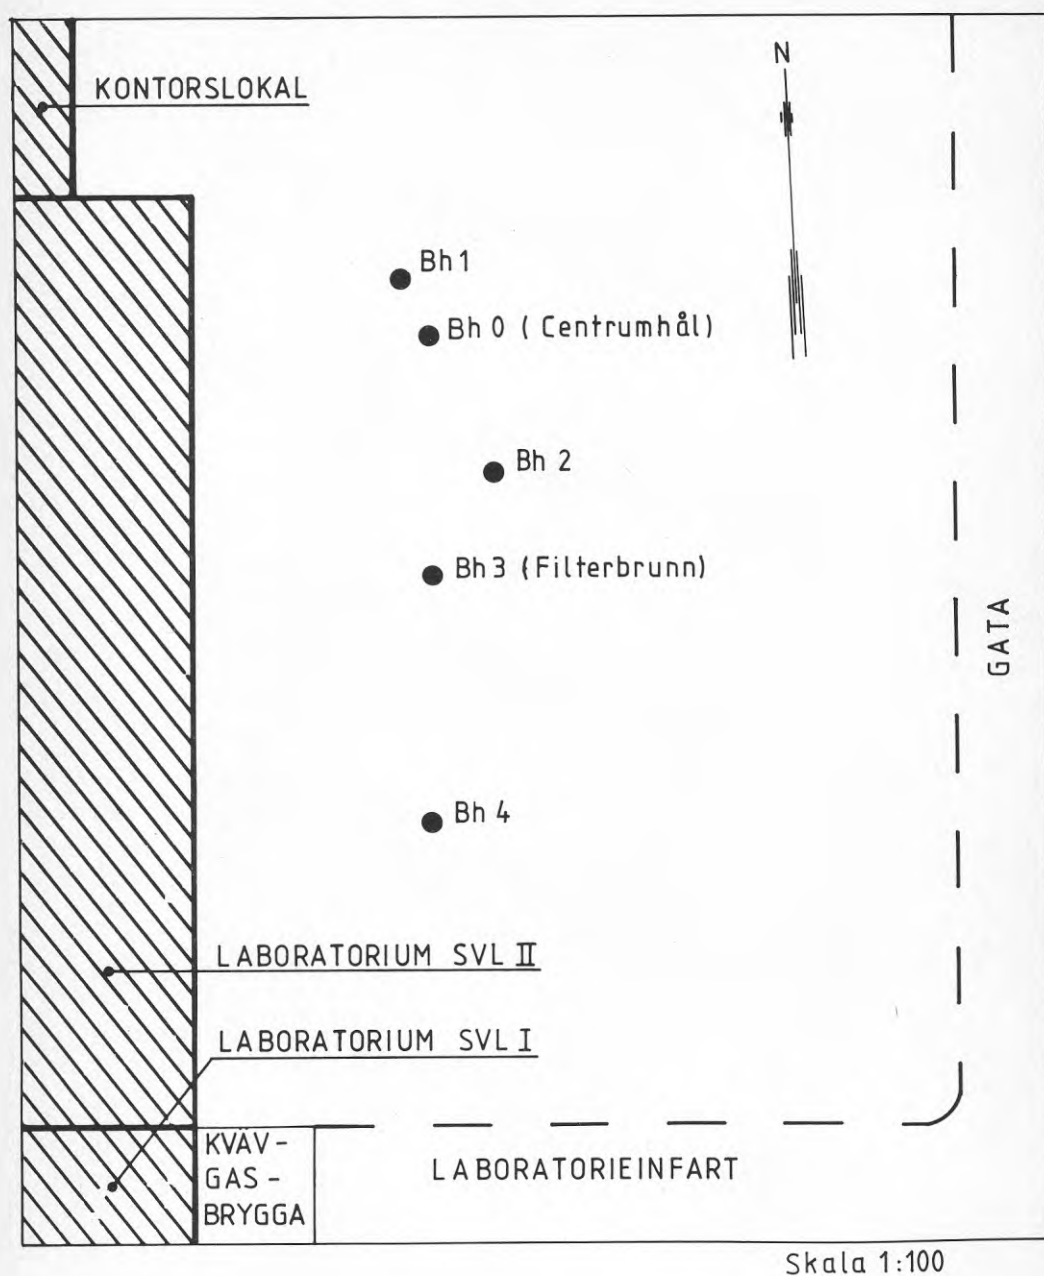 N
KONTORSLOKAL
Bh 1
Bh 0 (Centrumhål)
Bh 2
Bh 3 (Filterbrunn)
GATA
Bh 4
LABORATORIUM SVL II
LABORATORIUM SVL I
KVÄV-
GAS-
BRYGGA
LABORATORIEINFART
Skala 1:100